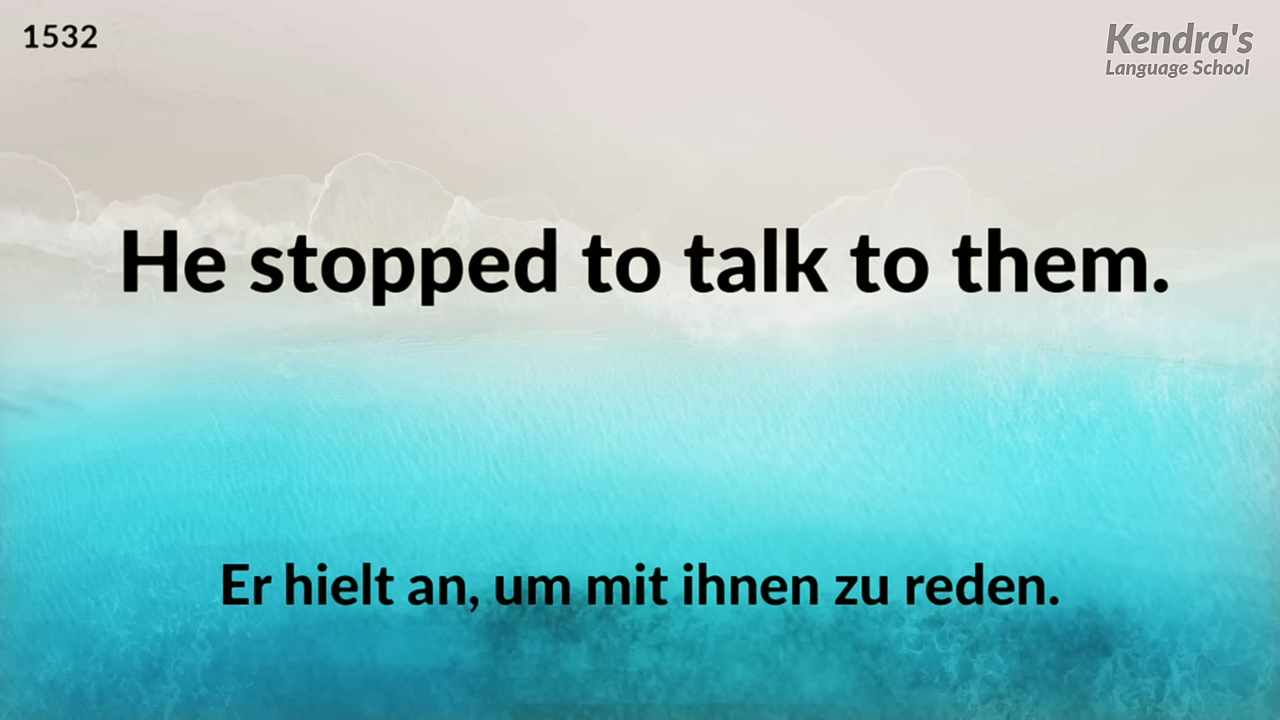 1532
Kendra's
Language School
He stopped to talk to them.
Er hielt an, um mit ihnen zu reden.